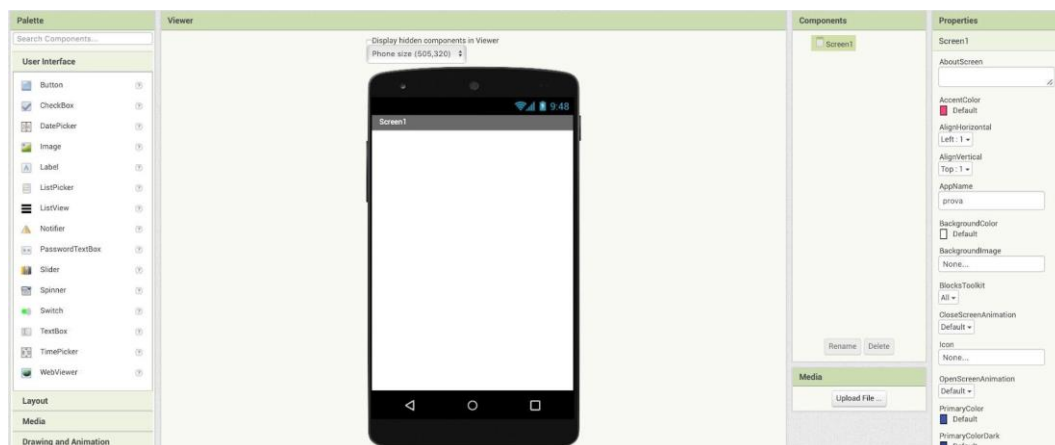 Palette
Search Components...
User Interface
Button
CheckBox
DatePicker
Image
Label
ListPicker
ListView
Notifier
PasswordTextBox
Slider
Spinner
Switch
TextBox
TimePicker
WebViewer
Layout
Media
Drawing and Animation
Viewer
Display hidden components in Viewer
Phone size (505,320)
9:48
Screen1
Components
Screen1
Rename Delete
Media
Upload File ...
Properties
Screen1
AboutScreen
AccentColor
Default
AlignHorizontal
Left : 1
AlignVertical
Top : 1
AppName
prova
BackgroundColor
Default
BackgroundImage
None...
BlocksToolkit
All
CloseScreenAnimation
Default
Icon
None...
OpenScreenAnimation
Default
PrimaryColor
Default
PrimaryColorDark
Default